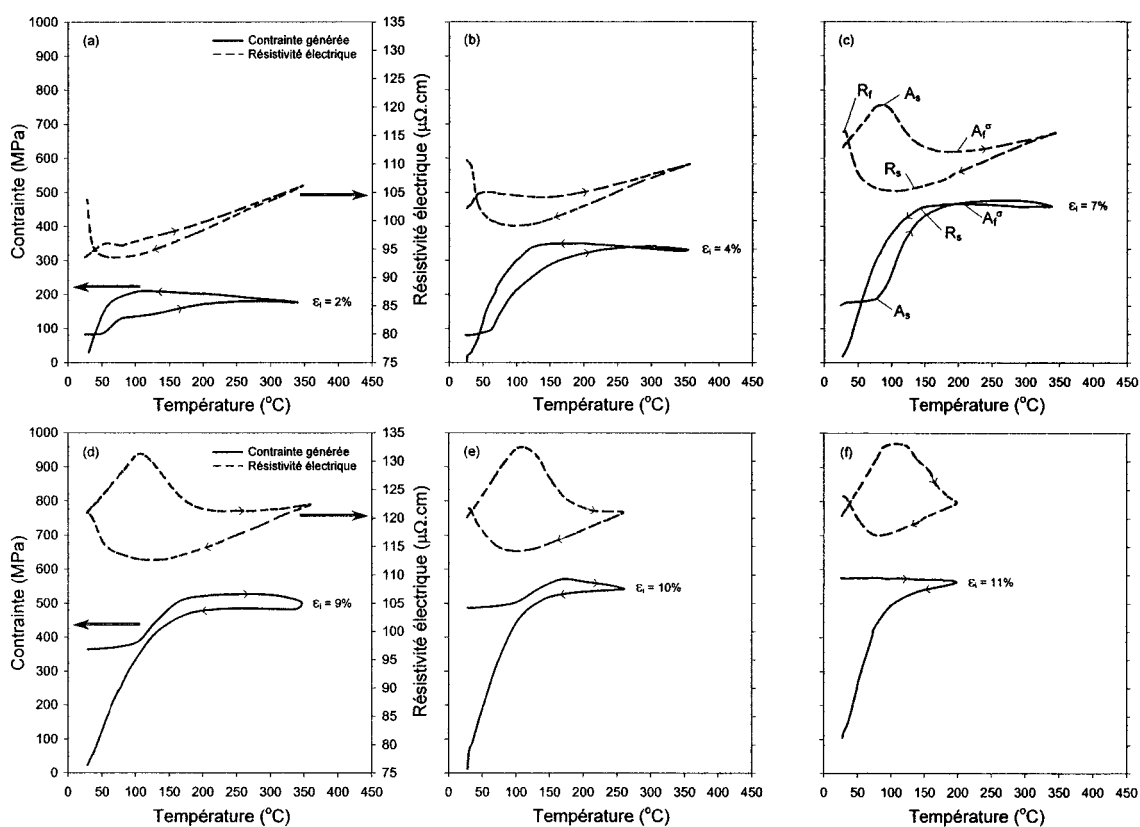 (a)
Contrainte générée
Résistivité électrique
Contrainte (MPa)
1000
900
800
700
600
500
400
300
200
100
0
εᵢ = 2%
135
130
125
120
115
110
105
100
95
90
85
80
75
Résistivité électrique (μΩ.cm)
0 50 100 150 200 250 300 350 400 450
Température (°C)
(b)
εᵢ = 4%
0 50 100 150 200 250 300 350 400 450
Température (°C)
(c)
R_f
A_s
A_f^σ
R_s
εᵢ = 7%
A_f^σ
R_s
A_s
0 50 100 150 200 250 300 350 400 450
Température (°C)
(d)
Contrainte générée
Résistivité électrique
Contrainte (MPa)
1000
900
800
700
600
500
400
300
200
100
0
εᵢ = 9%
135
130
125
120
115
110
105
100
95
90
85
80
75
Résistivité électrique (μΩ.cm)
0 50 100 150 200 250 300 350 400 450
Température (°C)
(e)
εᵢ = 10%
0 50 100 150 200 250 300 350 400 450
Température (°C)
(f)
εᵢ = 11%
0 50 100 150 200 250 300 350 400 450
Température (°C)